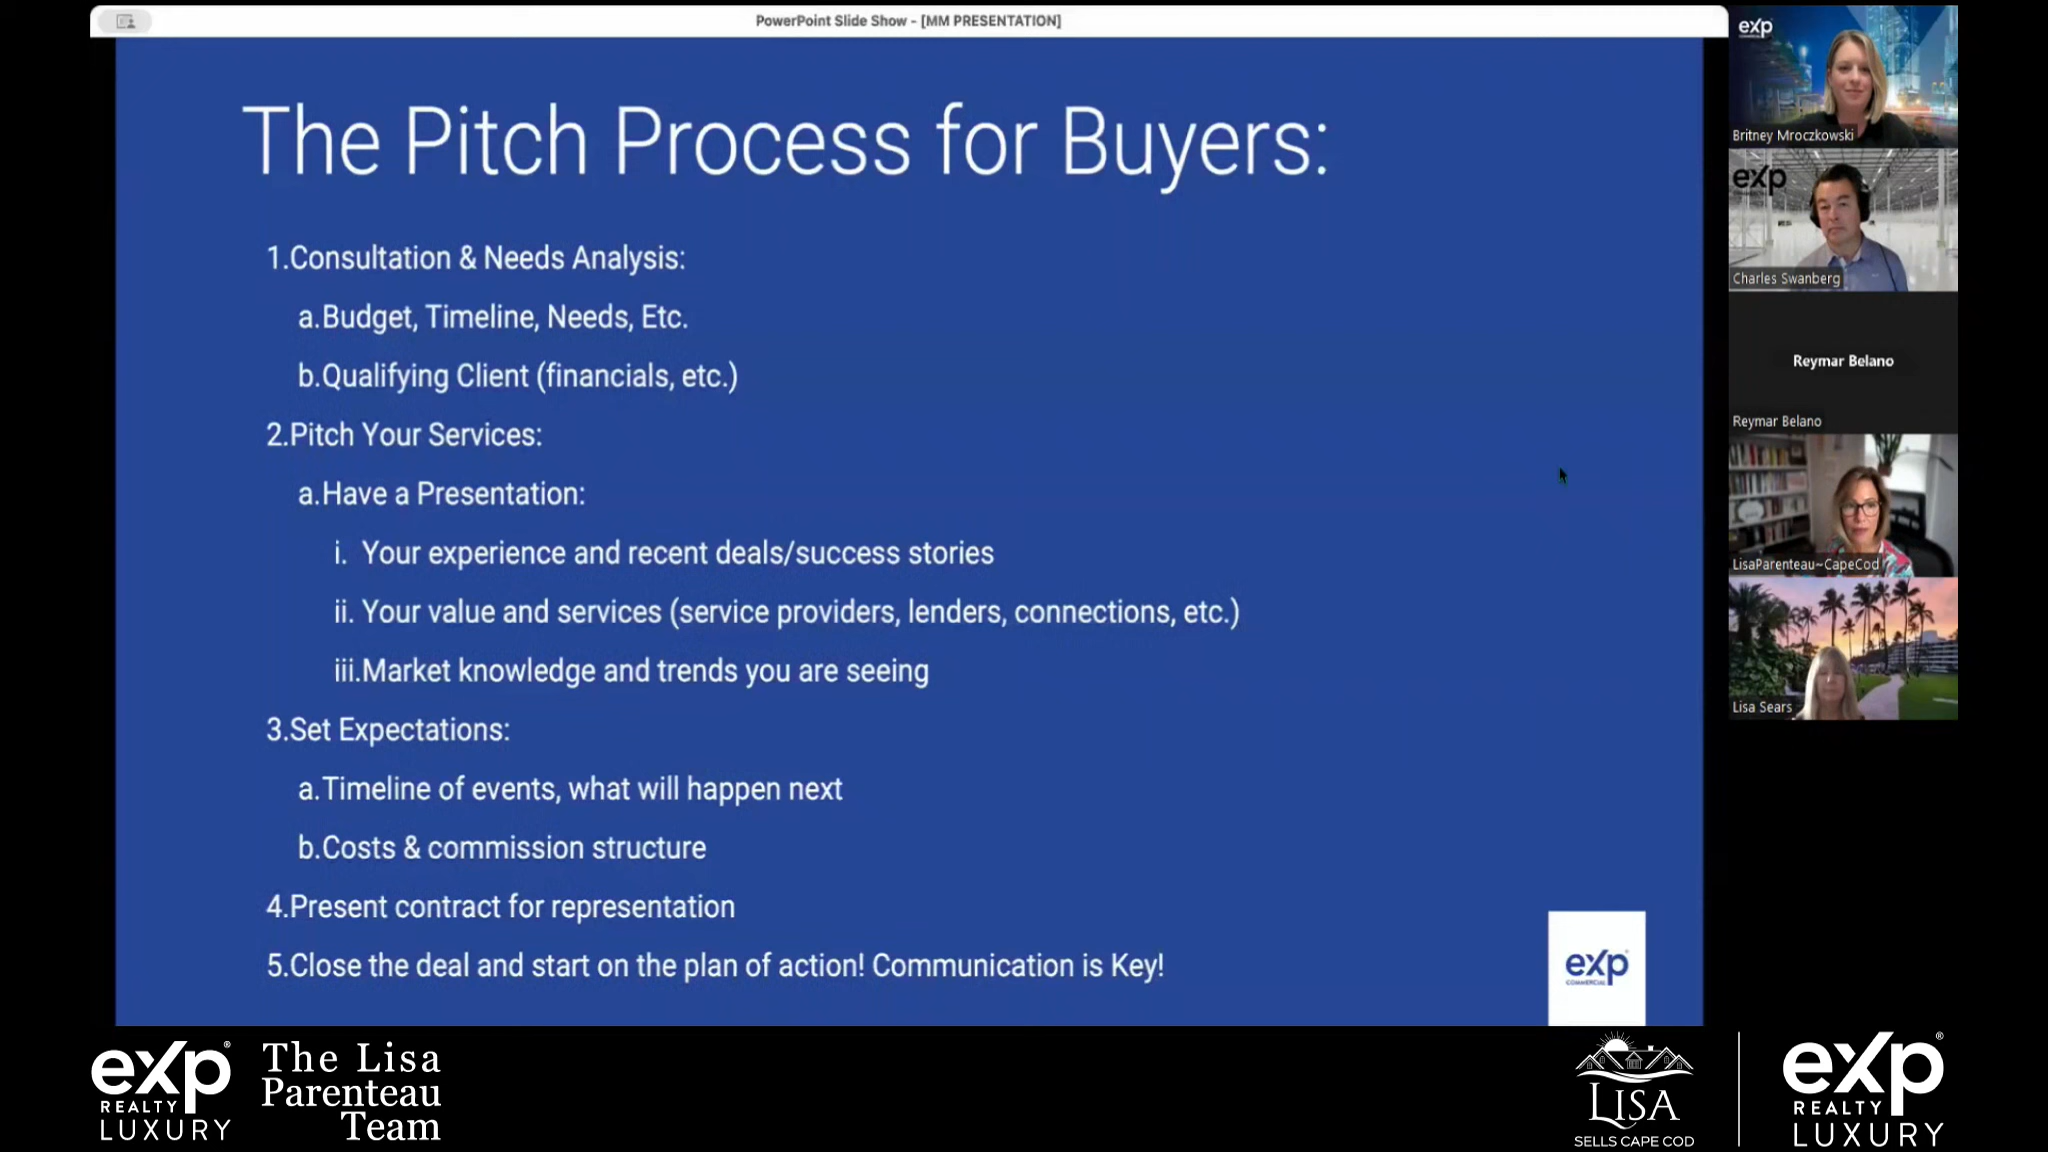 PowerPoint Slide Show - [MM PRESENTATION]
The Pitch Process for Buyers:
1.Consultation & Needs Analysis:
a.Budget, Timeline, Needs, Etc.
b.Qualifying Client (financials, etc.)
2.Pitch Your Services:
a.Have a Presentation:
i. Your experience and recent deals/success stories
ii. Your value and services (service providers, lenders, connections, etc.)
iii.Market knowledge and trends you are seeing
3.Set Expectations:
a.Timeline of events, what will happen next
b.Costs & commission structure
4.Present contract for representation
5.Close the deal and start on the plan of action! Communication is Key!
exp
COMMERCIAL
exp
Britney Mroczkowski
exp
Charles Swanberg
Reymar Belano
Reymar Belano
LisaParenteau~CapeCod
Lisa Sears
exp
REALTY
LUXURY
The Lisa
Parenteau
Team
LISA
SELLS CAPE COD
exp
REALTY
LUXURY